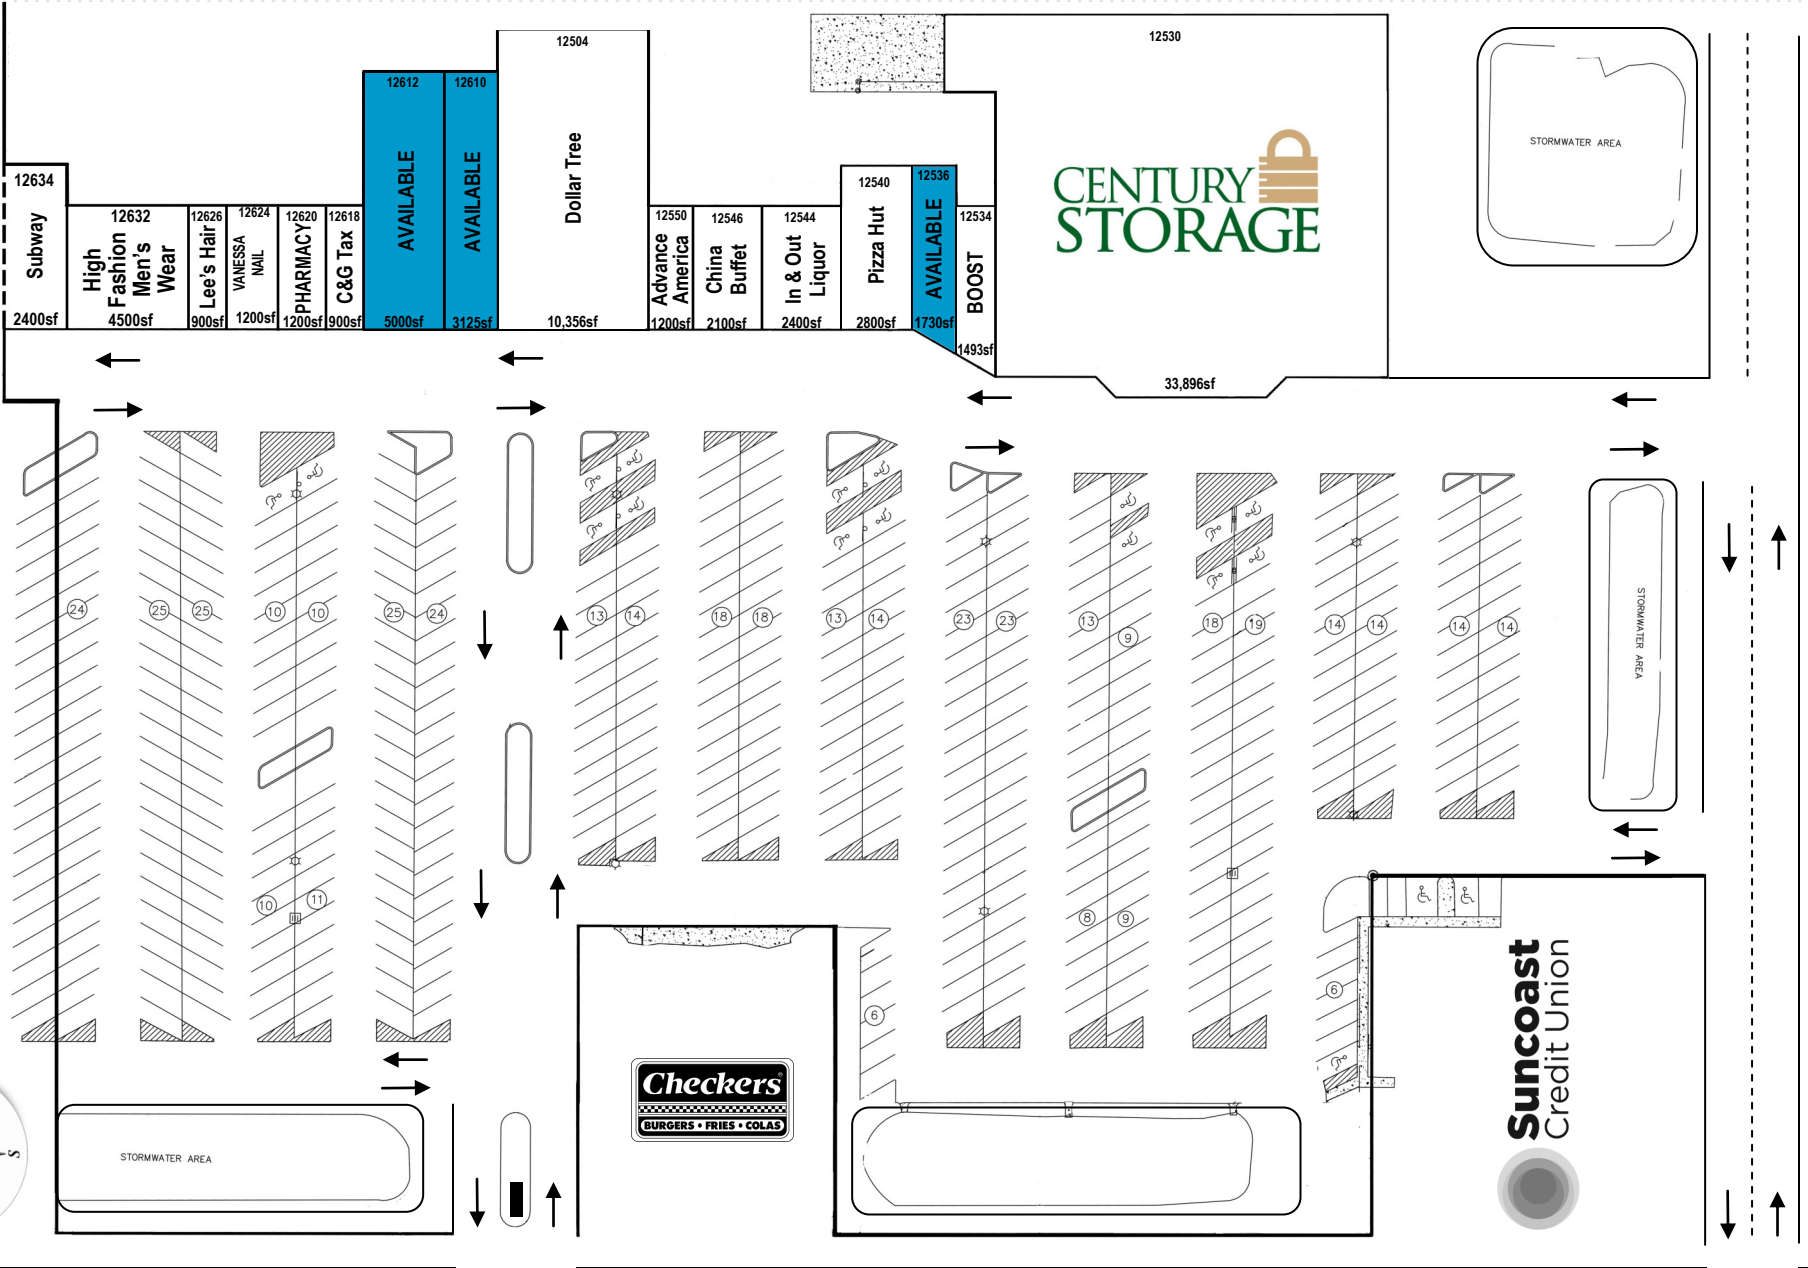 12504
12530
12612
12610
AVAILABLE
AVAILABLE
Dollar Tree
5000sf
3125sf
10,356sf
12634
Subway
2400sf
12632
High
Fashion
Men's
Wear
4500sf
12626
Lee's Hair
900sf
12624
VANESSA
NAIL
1200sf
12620
PHARMACY
1200sf
12618
C&G Tax
900sf
12550
Advance
America
1200sf
12546
China
Buffet
2100sf
12544
In & Out
Liquor
2400sf
12540
Pizza Hut
2800sf
12536
AVAILABLE
1730sf
12534
BOOST
1493sf
CENTURY
STORAGE
33,896sf
STORMWATER AREA
24
25
25
10
10
25
24
13
14
18
18
13
14
23
23
13
9
18
19
14
14
14
14
STORMWATER AREA
10
11
8
9
6
6
Checkers®
BURGERS • FRIES • COLAS
Suncoast
Credit Union
STORMWATER AREA
S